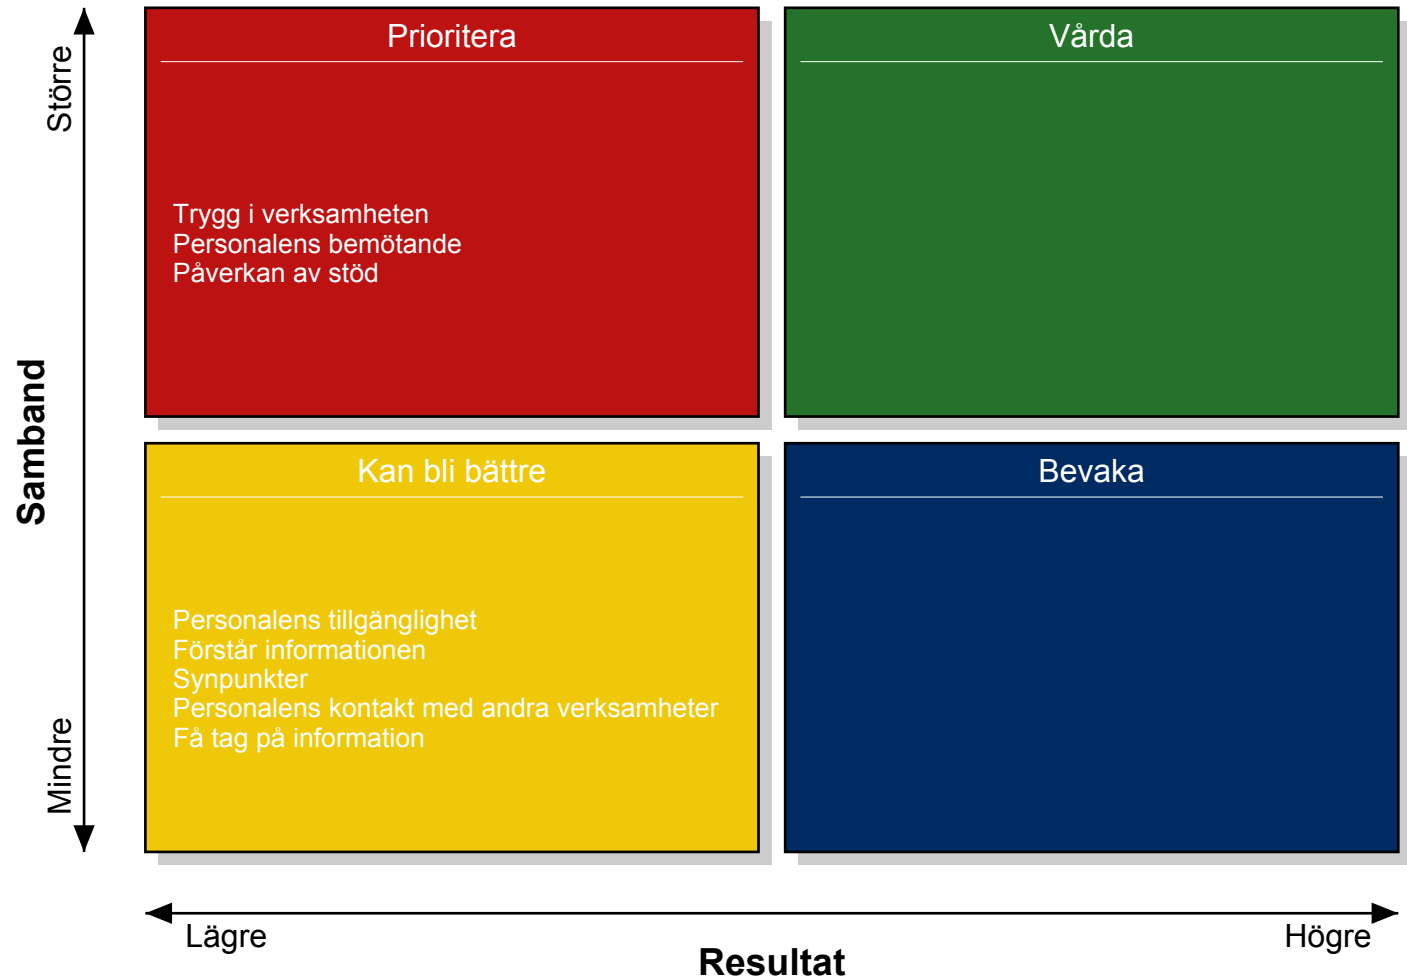 Större
Samband
Mindre
Prioritera
Trygg i verksamheten
Personalens bemötande
Påverkan av stöd
Vårda
Kan bli bättre
Personalens tillgänglighet
Förstår informationen
Synpunkter
Personalens kontakt med andra verksamheter
Få tag på information
Bevaka
Lägre
Högre
Resultat